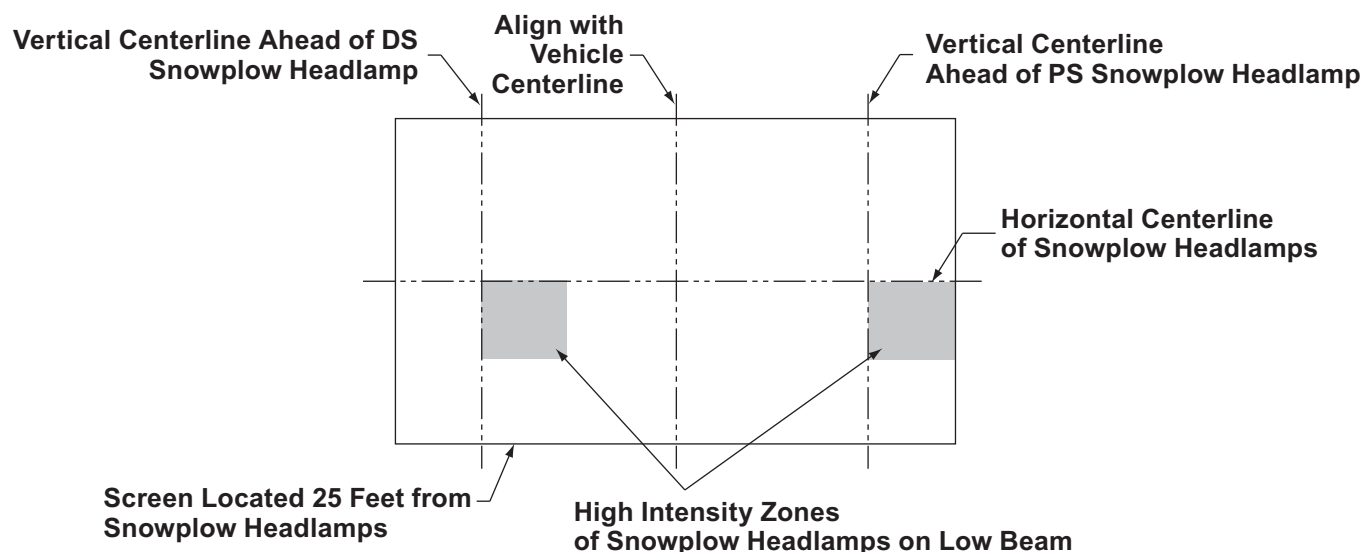 Vertical Centerline Ahead of DS
Snowplow Headlamp
Align with
Vehicle
Centerline
Vertical Centerline
Ahead of PS Snowplow Headlamp
Horizontal Centerline
of Snowplow Headlamps
Screen Located 25 Feet from
Snowplow Headlamps
High Intensity Zones
of Snowplow Headlamps on Low Beam